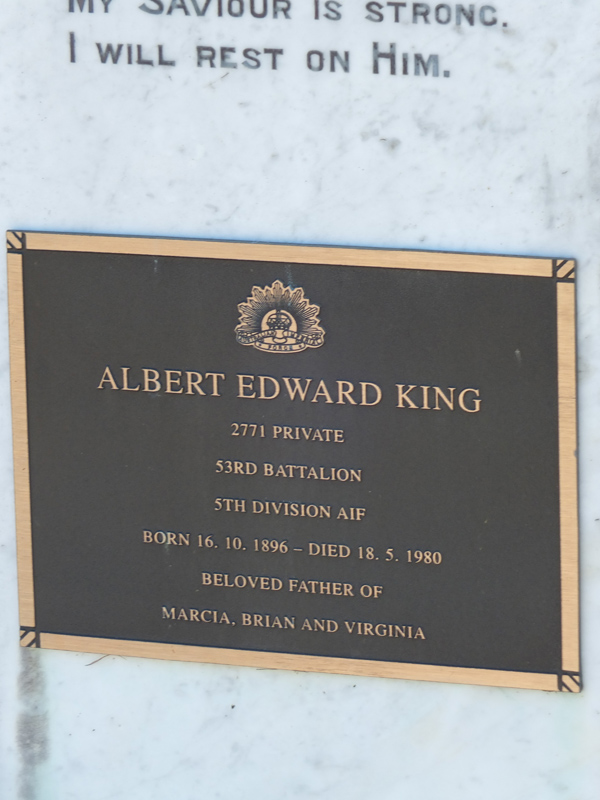 MY SAVIOUR IS STRONG.
I WILL REST ON HIM.
ALBERT EDWARD KING
2771 PRIVATE
53RD BATTALION
5TH DIVISION AIF
BORN 16. 10. 1896 – DIED 18. 5. 1980
BELOVED FATHER OF
MARCIA, BRIAN AND VIRGINIA